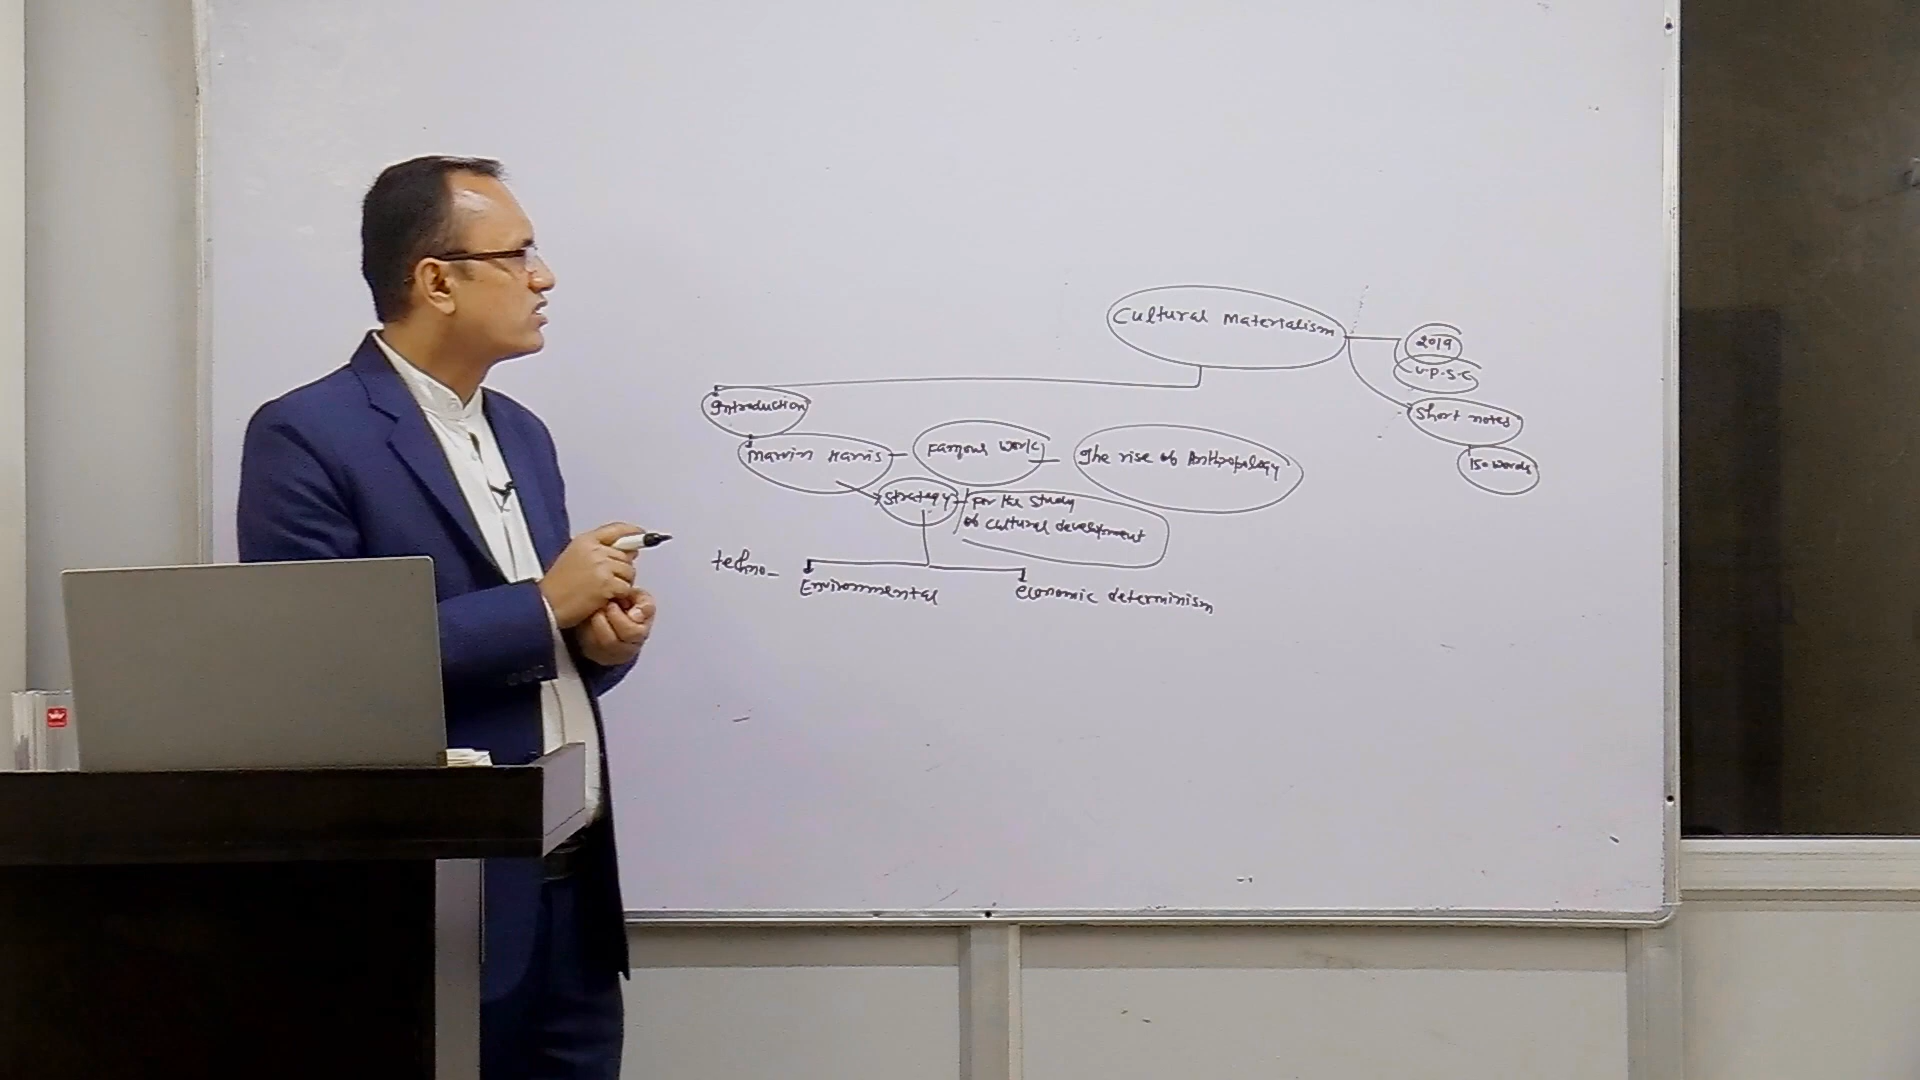 Cultural Materialism
2019
U.P.S.C
Introduction
Short notes
Marvin Harris
Famous work
The rise of Anthropology
150 words
Strategy
For the study
of cultural development
techno-
Environmental
economic determinism